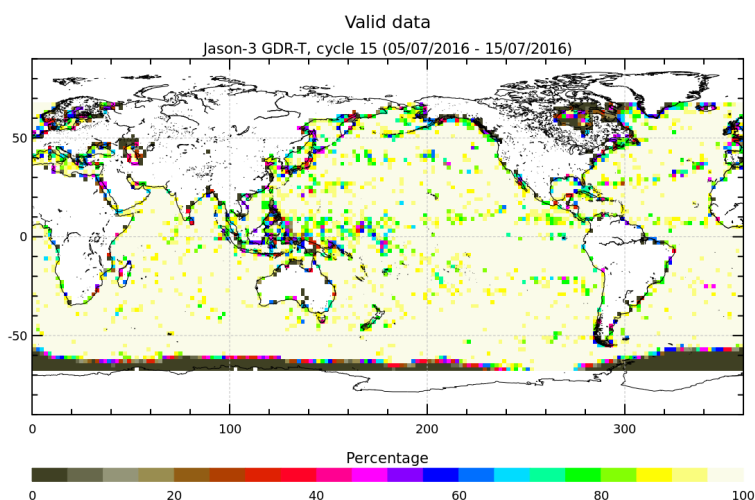 Valid data
Jason-3 GDR-T, cycle 15 (05/07/2016 - 15/07/2016)
50
0
-50
0 100 200 300
Percentage
0 20 40 60 80 100